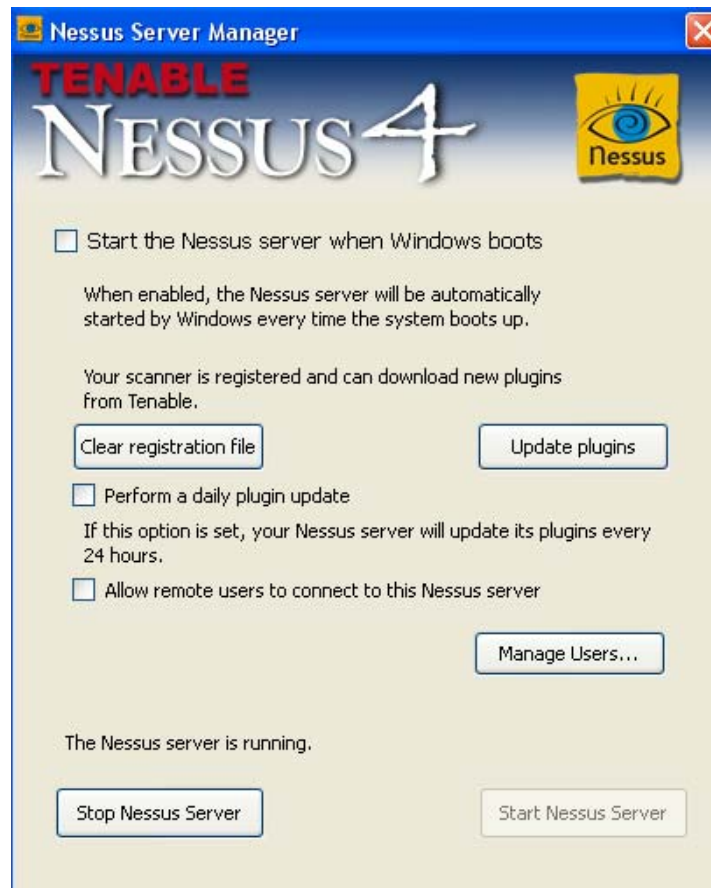 Nessus Server Manager
TENABLE
NESSUS 4
Nessus
Start the Nessus server when Windows boots
When enabled, the Nessus server will be automatically
started by Windows every time the system boots up.
Your scanner is registered and can download new plugins
from Tenable.
Clear registration file
Update plugins
Perform a daily plugin update
If this option is set, your Nessus server will update its plugins every
24 hours.
Allow remote users to connect to this Nessus server
Manage Users...
The Nessus server is running.
Stop Nessus Server
Start Nessus Server